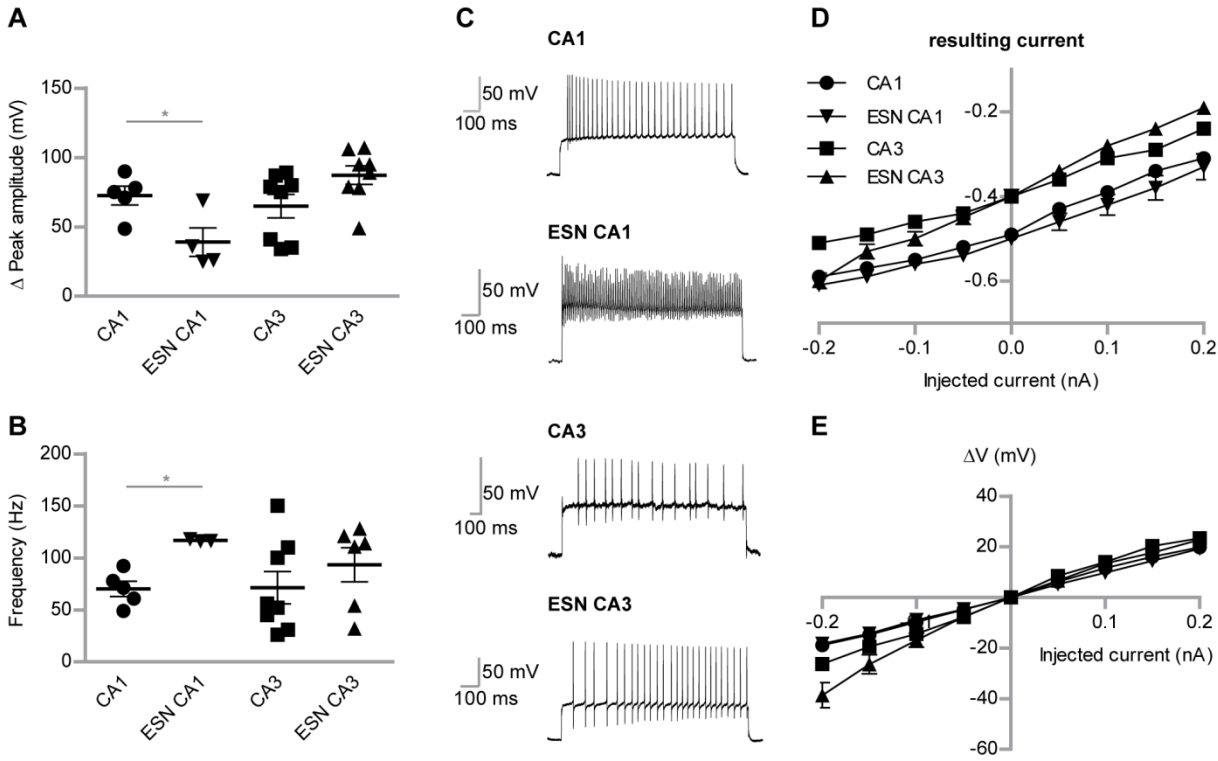 A
Δ Peak amplitude (mV)
150
100
50
0
*
CA1
ESN CA1
CA3
ESN CA3
B
Frequency (Hz)
200
150
100
50
0
*
CA1
ESN CA1
CA3
ESN CA3
C
CA1
50 mV
100 ms
ESN CA1
50 mV
100 ms
CA3
50 mV
100 ms
ESN CA3
50 mV
100 ms
D
resulting current
CA1
ESN CA1
CA3
ESN CA3
-0.2
-0.4
-0.6
-0.2 -0.1 0.0 0.1 0.2
Injected current (nA)
E
ΔV (mV)
40
20
-0.2 0.1 0.2
Injected current (nA)
-20
-40
-60